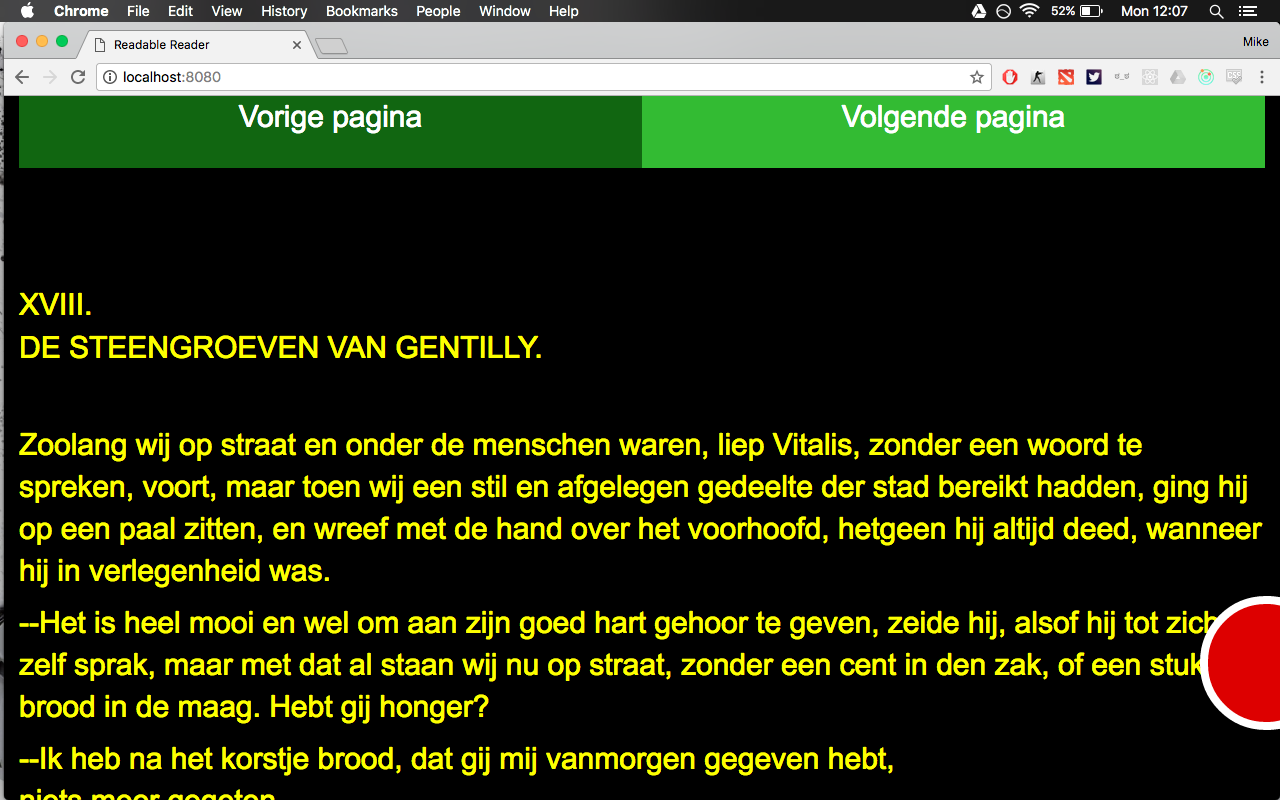 Chrome File Edit View History Bookmarks People Window Help 52% Mon 12:07
Readable Reader Mike
localhost:8080
Vorige pagina Volgende pagina
XVIII.
DE STEENGROEVEN VAN GENTILLY.
Zoolang wij op straat en onder de menschen waren, liep Vitalis, zonder een woord te
spreken, voort, maar toen wij een stil en afgelegen gedeelte der stad bereikt hadden, ging hij
op een paal zitten, en wreef met de hand over het voorhoofd, hetgeen hij altijd deed, wanneer
hij in verlegenheid was.
--Het is heel mooi en wel om aan zijn goed hart gehoor te geven, zeide hij, alsof hij tot zich
zelf sprak, maar met dat al staan wij nu op straat, zonder een cent in den zak, of een stuk
brood in de maag. Hebt gij honger?
--Ik heb na het korstje brood, dat gij mij vanmorgen gegeven hebt,
niets meer gegeten